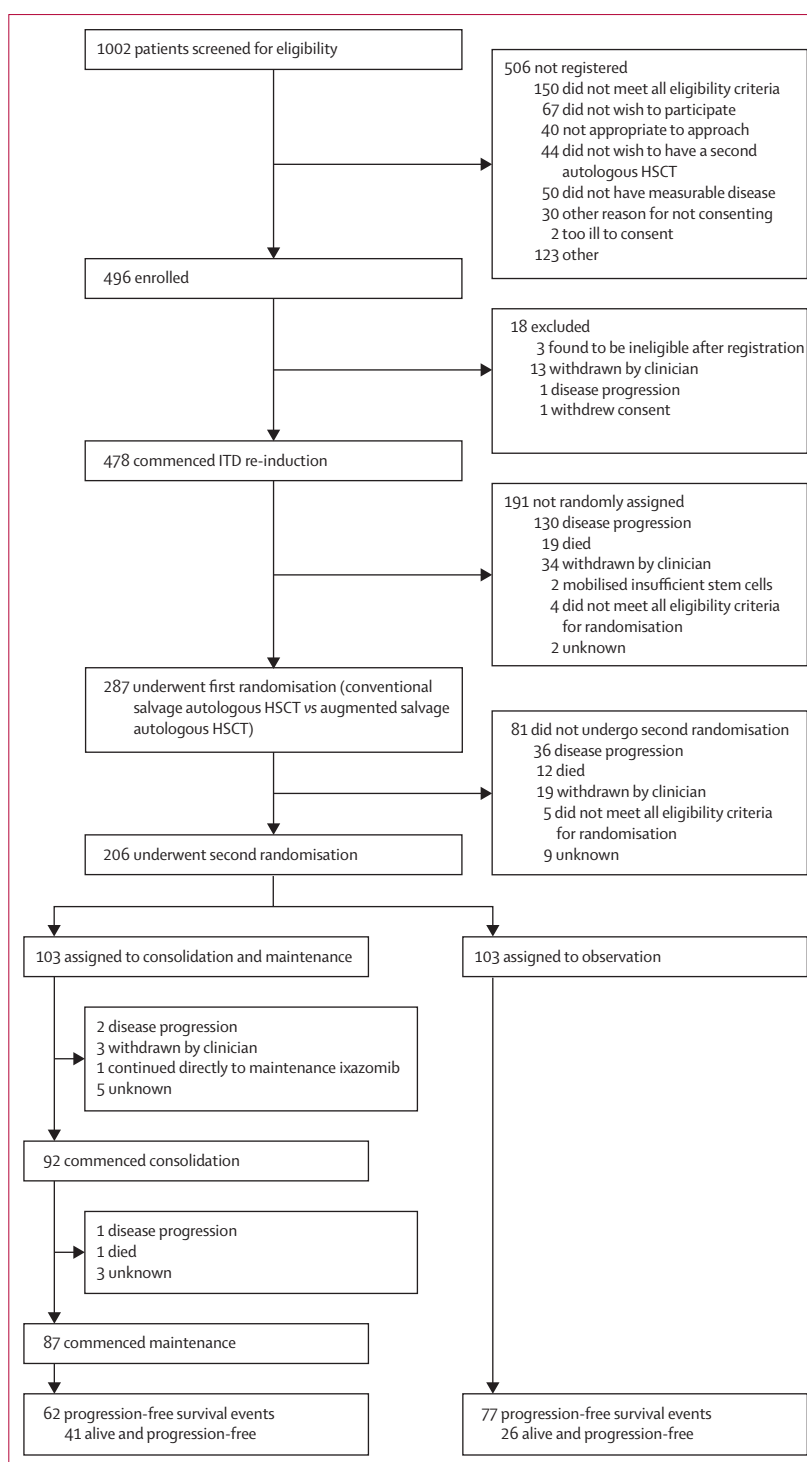 1002 patients screened for eligibility
506 not registered
150 did not meet all eligibility criteria
67 did not wish to participate
40 not appropriate to approach
44 did not wish to have a second
autologous HSCT
50 did not have measurable disease
30 other reason for not consenting
2 too ill to consent
123 other
496 enrolled
18 excluded
3 found to be ineligible after registration
13 withdrawn by clinician
1 disease progression
1 withdrew consent
478 commenced ITD re-induction
191 not randomly assigned
130 disease progression
19 died
34 withdrawn by clinician
2 mobilised insufficient stem cells
4 did not meet all eligibility criteria
for randomisation
2 unknown
287 underwent first randomisation (conventional
salvage autologous HSCT vs augmented salvage
autologous HSCT)
81 did not undergo second randomisation
36 disease progression
12 died
19 withdrawn by clinician
5 did not meet all eligibility criteria
for randomisation
9 unknown
206 underwent second randomisation
103 assigned to consolidation and maintenance
103 assigned to observation
2 disease progression
3 withdrawn by clinician
1 continued directly to maintenance ixazomib
5 unknown
92 commenced consolidation
1 disease progression
1 died
3 unknown
87 commenced maintenance
62 progression-free survival events
41 alive and progression-free
77 progression-free survival events
26 alive and progression-free